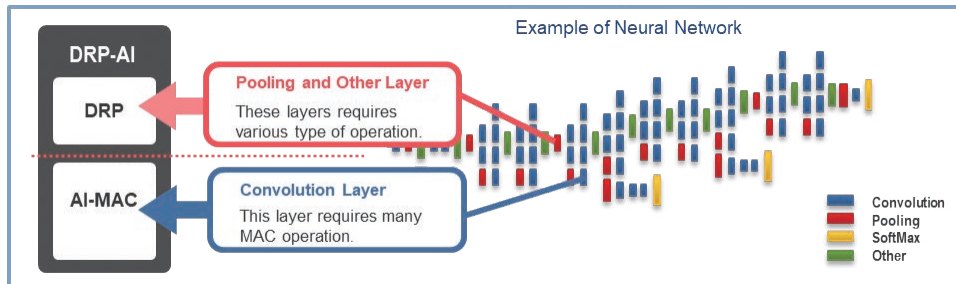 Example of Neural Network
DRP-AI
DRP
AI-MAC
Pooling and Other Layer
These layers requires
various type of operation.
Convolution Layer
This layer requires many
MAC operation.
Convolution
Pooling
SoftMax
Other